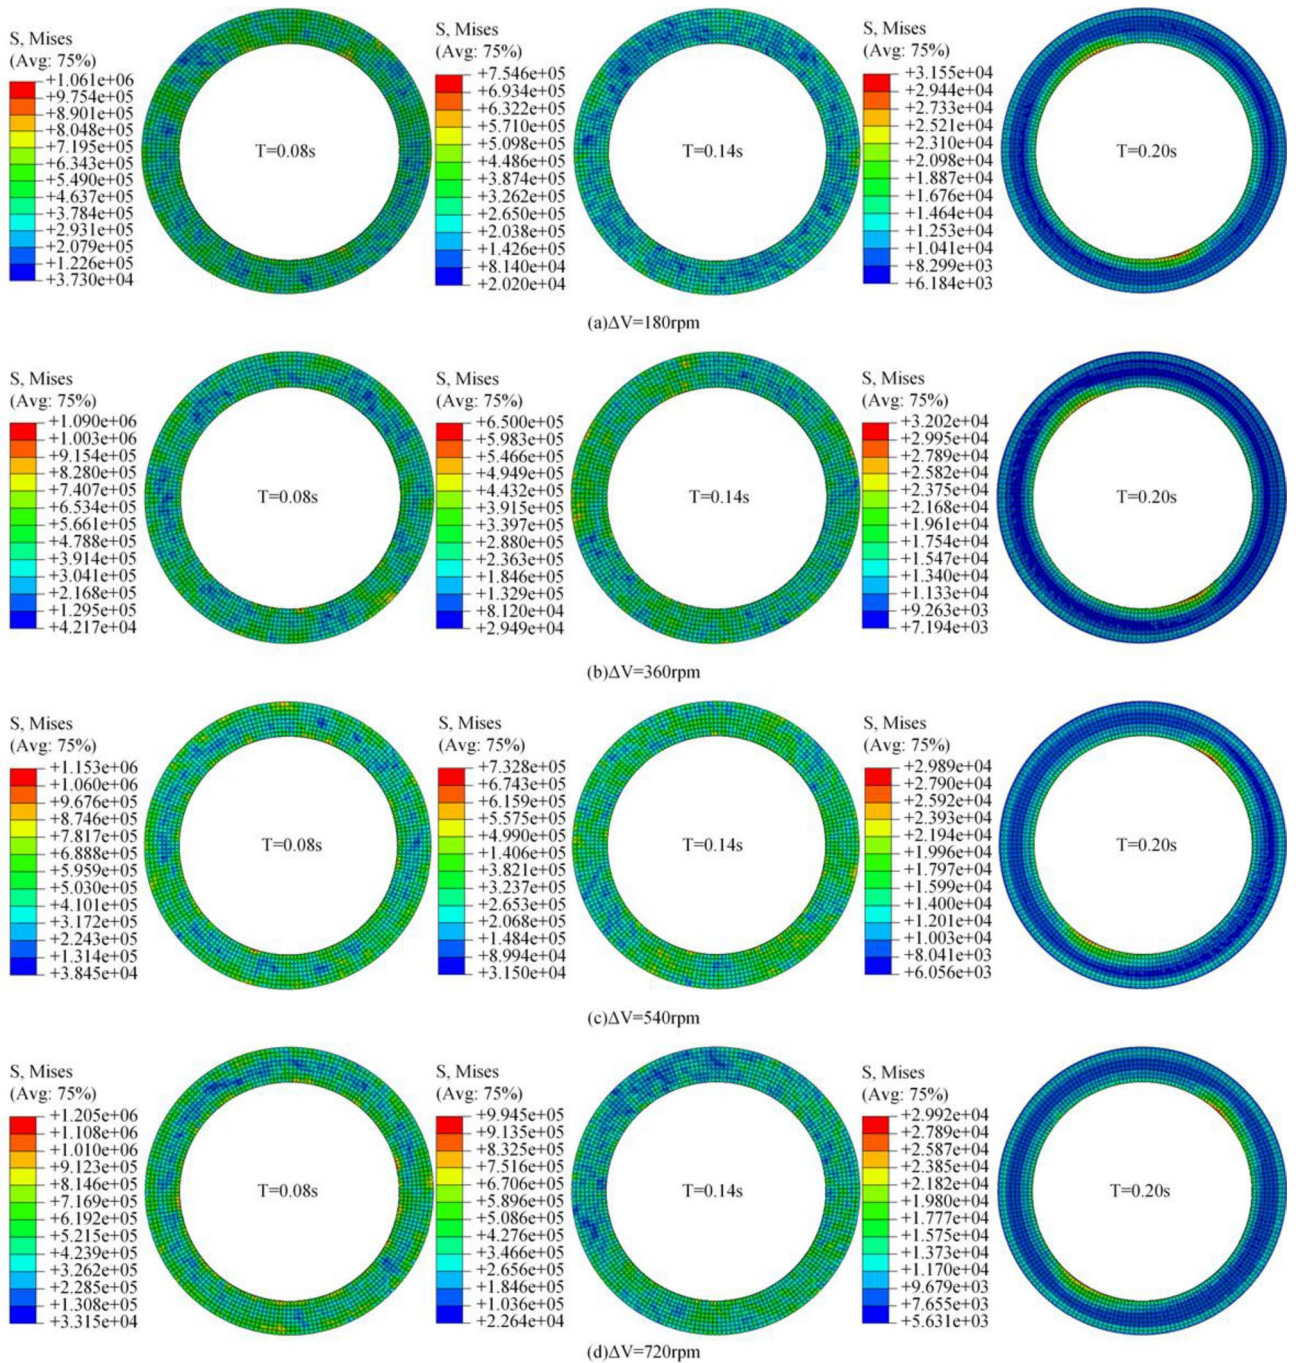 S, Mises
(Avg: 75%)
+1.061e+06
+9.754e+05
+8.901e+05
+8.048e+05
+7.195e+05
+6.343e+05
+5.490e+05
+4.637e+05
+3.784e+05
+2.931e+05
+2.079e+05
+1.226e+05
+3.730e+04
T=0.08s
S, Mises
(Avg: 75%)
+7.546e+05
+6.934e+05
+6.322e+05
+5.710e+05
+5.098e+05
+4.486e+05
+3.874e+05
+3.262e+05
+2.650e+05
+2.038e+05
+1.426e+05
+8.140e+04
+2.020e+04
T=0.14s
S, Mises
(Avg: 75%)
+3.155e+04
+2.944e+04
+2.733e+04
+2.521e+04
+2.310e+04
+2.098e+04
+1.887e+04
+1.676e+04
+1.464e+04
+1.253e+04
+1.041e+04
+8.299e+03
+6.184e+03
T=0.20s
(a)ΔV=180rpm
S, Mises
(Avg: 75%)
+1.090e+06
+1.003e+06
+9.154e+05
+8.280e+05
+7.407e+05
+6.534e+05
+5.661e+05
+4.788e+05
+3.914e+05
+3.041e+05
+2.168e+05
+1.295e+05
+4.217e+04
T=0.08s
S, Mises
(Avg: 75%)
+6.500e+05
+5.983e+05
+5.466e+05
+4.949e+05
+4.432e+05
+3.915e+05
+3.397e+05
+2.880e+05
+2.363e+05
+1.846e+05
+1.329e+05
+8.120e+04
+2.949e+04
T=0.14s
S, Mises
(Avg: 75%)
+3.202e+04
+2.995e+04
+2.789e+04
+2.582e+04
+2.375e+04
+2.168e+04
+1.961e+04
+1.754e+04
+1.547e+04
+1.340e+04
+1.133e+04
+9.263e+03
+7.194e+03
T=0.20s
(b)ΔV=360rpm
S, Mises
(Avg: 75%)
+1.153e+06
+1.060e+06
+9.676e+05
+8.746e+05
+7.817e+05
+6.888e+05
+5.959e+05
+5.030e+05
+4.101e+05
+3.172e+05
+2.243e+05
+1.314e+05
+3.845e+04
T=0.08s
S, Mises
(Avg: 75%)
+7.328e+05
+6.743e+05
+6.159e+05
+5.575e+05
+4.990e+05
+1.406e+05
+3.821e+05
+3.237e+05
+2.653e+05
+2.068e+05
+1.484e+05
+8.994e+04
+3.150e+04
T=0.14s
S, Mises
(Avg: 75%)
+2.989e+04
+2.790e+04
+2.592e+04
+2.393e+04
+2.194e+04
+1.996e+04
+1.797e+04
+1.599e+04
+1.400e+04
+1.201e+04
+1.003e+04
+8.041e+03
+6.056e+03
T=0.20s
(c)ΔV=540rpm
S, Mises
(Avg: 75%)
+1.205e+06
+1.108e+06
+1.010e+06
+9.123e+05
+8.146e+05
+7.169e+05
+6.192e+05
+5.215e+05
+4.239e+05
+3.262e+05
+2.285e+05
+1.308e+05
+3.315e+04
T=0.08s
S, Mises
(Avg: 75%)
+9.945e+05
+9.135e+05
+8.325e+05
+7.516e+05
+6.706e+05
+5.896e+05
+5.086e+05
+4.276e+05
+3.466e+05
+2.656e+05
+1.846e+05
+1.036e+05
+2.264e+04
T=0.14s
S, Mises
(Avg: 75%)
+2.992e+04
+2.789e+04
+2.587e+04
+2.385e+04
+2.182e+04
+1.980e+04
+1.777e+04
+1.575e+04
+1.373e+04
+1.170e+04
+9.679e+03
+7.655e+03
+5.631e+03
T=0.20s
(d)ΔV=720rpm